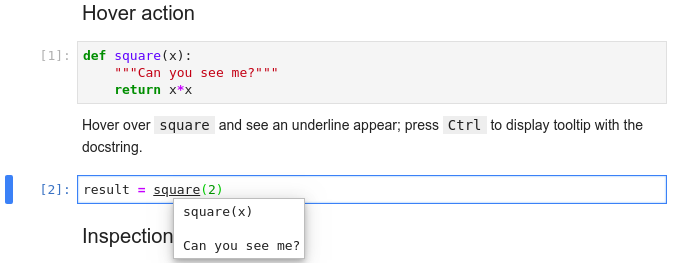 Hover action
[1]: def square(x):
"""Can you see me?"""
return x*x
Hover over square and see an underline appear; press Ctrl to display tooltip with the
docstring.
[2]: result = square(2)
square(x)
Can you see me?
Inspection